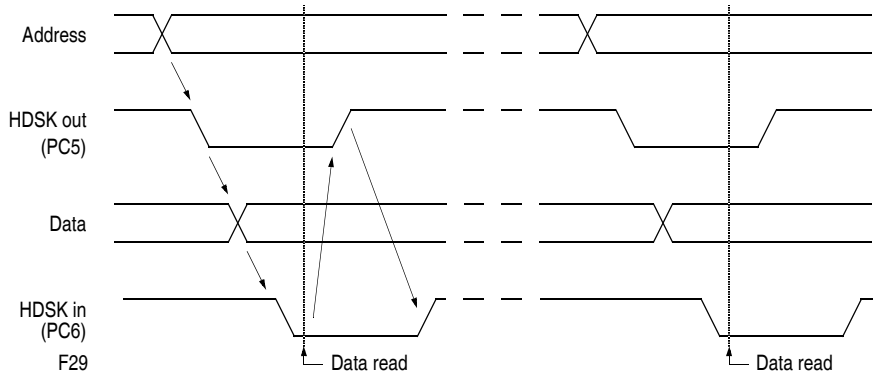 Address
HDSK out
(PC5)
Data
HDSK in
(PC6)
F29
Data read
Data read